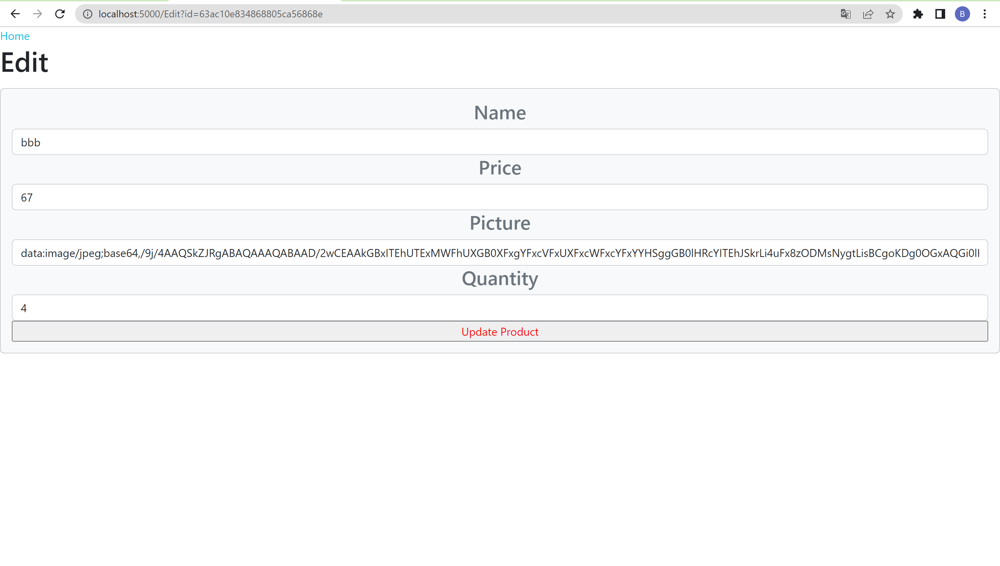 localhost:5000/Edit?id=63ac10e834868805ca56868e
B
Home
Edit
Name
bbb
Price
67
Picture
data:image/jpeg;base64,/9j/4AAQSkZJRgABAQAAAQABAAD/2wCEAAkGBxITEhUTExMWFhUXGB0XFxgYFxcVFxUXFxcWFxcYFxYYHSggGB0lHRcYITEhJSkrLi4uFx8zODMsNygtLisBCgoKDg0OGxAQGi0lH
Quantity
4
Update Product